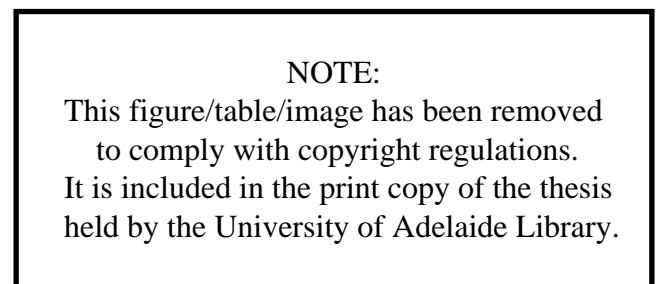 NOTE:
This figure/table/image has been removed
to comply with copyright regulations.
It is included in the print copy of the thesis
held by the University of Adelaide Library.